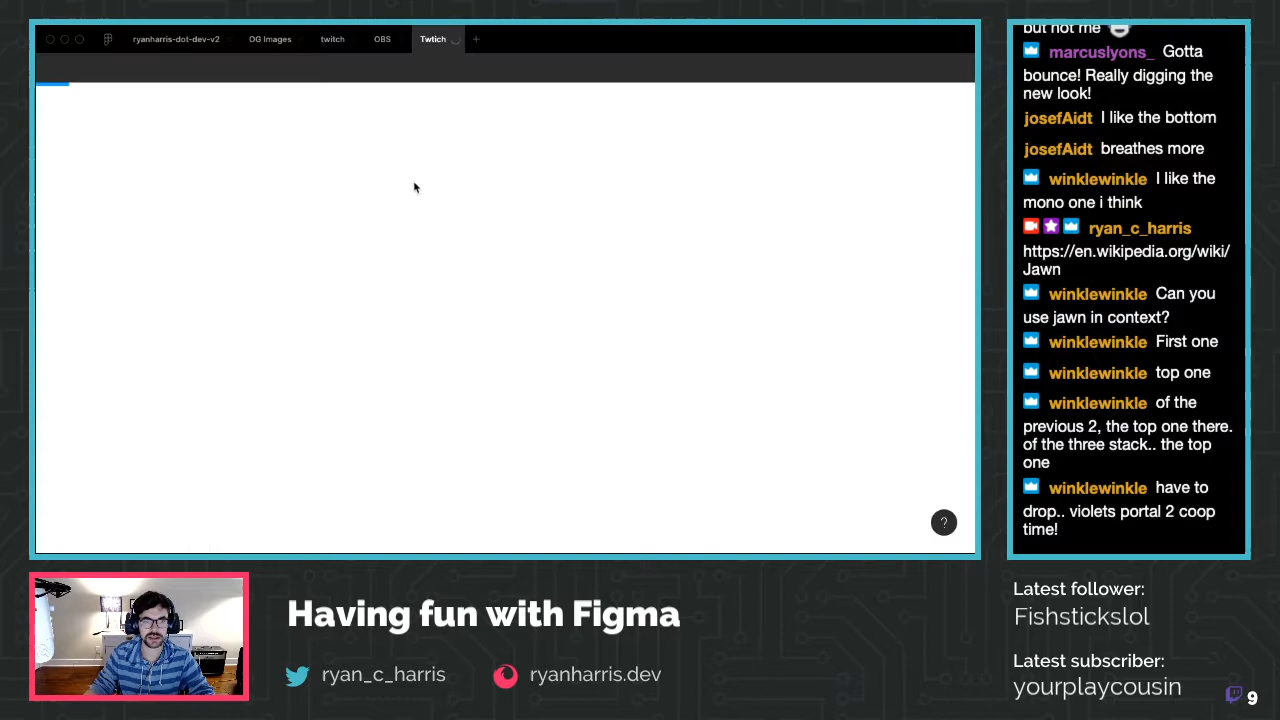 ryanharris-dot-dev-v2
OG Images
twitch
OBS
Twtich
+
?
but not me
marcuslyons_ Gotta
bounce! Really digging the
new look!
josefAidt I like the bottom
josefAidt breathes more
winklewinkle I like the
mono one i think
ryan_c_harris
https://en.wikipedia.org/wiki/
Jawn
winklewinkle Can you
use jawn in context?
winklewinkle First one
winklewinkle top one
winklewinkle of the
previous 2, the top one there.
of the three stack.. the top
one
winklewinkle have to
drop.. violets portal 2 coop
time!
Having fun with Figma
ryan_c_harris
ryanharris.dev
Latest follower:
Fishstickslol
Latest subscriber:
yourplaycousin
9